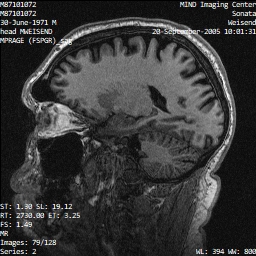 M87101072
MIND Imaging Center
M87101072
Sonata
30-June-1971 M
Weisend
head MWEISEND
20-September-2005 10:01:31
MPRAGE (FSPGR)
ST: 1.30 SL: 19.12
RT: 2730.00 ET: 3.25
FS: 1.49
MR
Images: 79/128
Series: 2
WL: 394 WW: 800